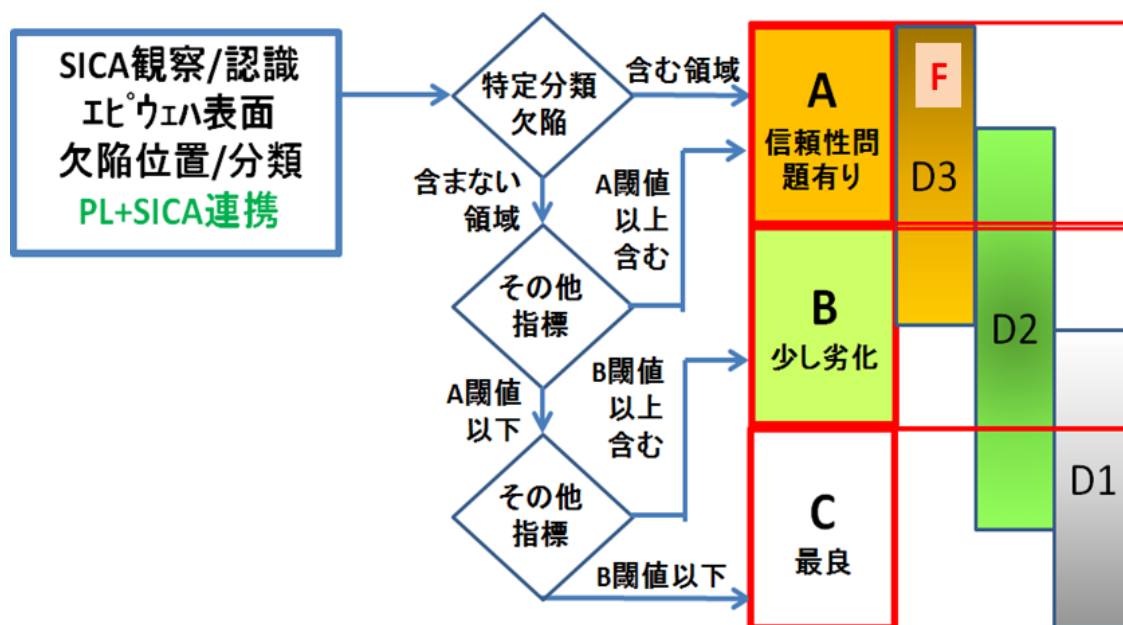 SICA観察/認識
ｴﾋﾟｳｪﾊ表面
欠陥位置/分類
PL+SICA連携
特定分類
欠陥
含む領域
含まない
領域
その他
指標
A閾値
以上
含む
A閾値
以下
その他
指標
B閾値
以上
含む
B閾値以下
A
信頼性問
題有り
B
少し劣化
C
最良
F
D3
D2
D1